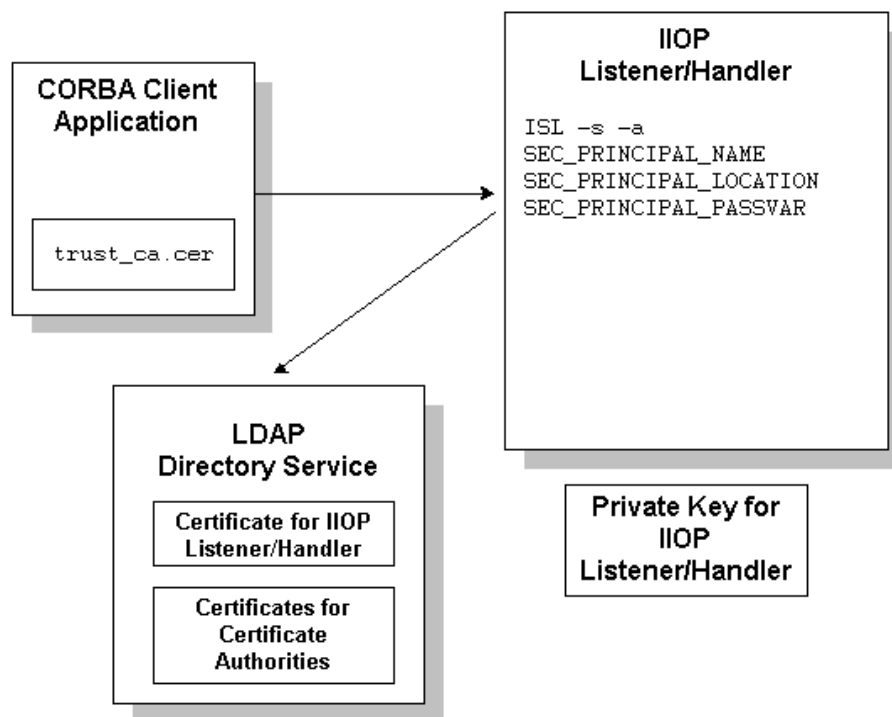 CORBA Client
Application
trust_ca.cer
IIOP
Listener/Handler
ISL –s –a
SEC_PRINCIPAL_NAME
SEC_PRINCIPAL_LOCATION
SEC_PRINCIPAL_PASSVAR
LDAP
Directory Service
Certificate for IIOP
Listener/Handler
Certificates for
Certificate
Authorities
Private Key for
IIOP
Listener/Handler